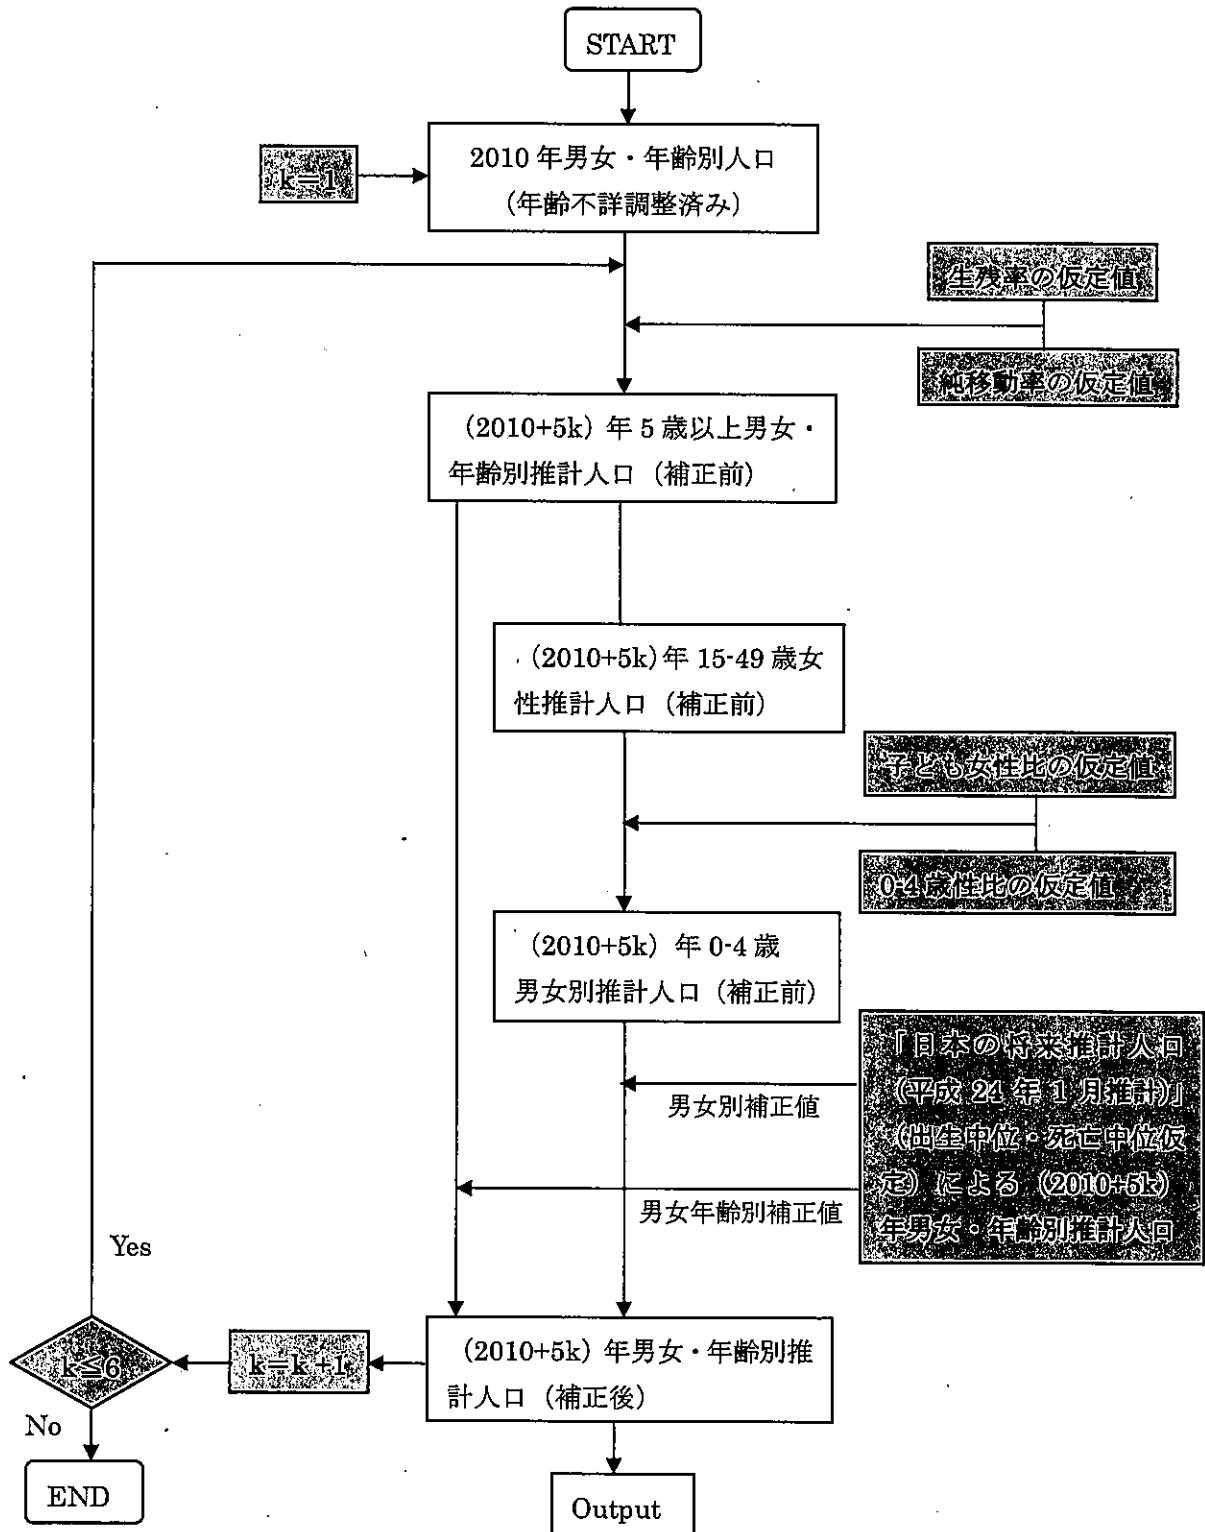 START
2010 年男女・年齢別人口
（年齢不詳調整済み）
k＝1
生残率の仮定値
純移動率の仮定値
（2010+5k）年 5 歳以上男女・
年齢別推計人口（補正前）
（2010+5k)年 15-49 歳女
性推計人口（補正前）
子ども女性比の仮定値
0-4 歳性比の仮定値
（2010+5k）年 0-4 歳
男女別推計人口（補正前）
「日本の将来推計人口
（平成 24 年 1 月推計)」
（出生中位・死亡中位仮
定）による（2010+5k）
年男女・年齢別推計人口
男女別補正値
男女年齢別補正値
Yes
（2010+5k）年男女・年齢別推
計人口（補正後）
k＝k+1
k≦6
No
END
Output